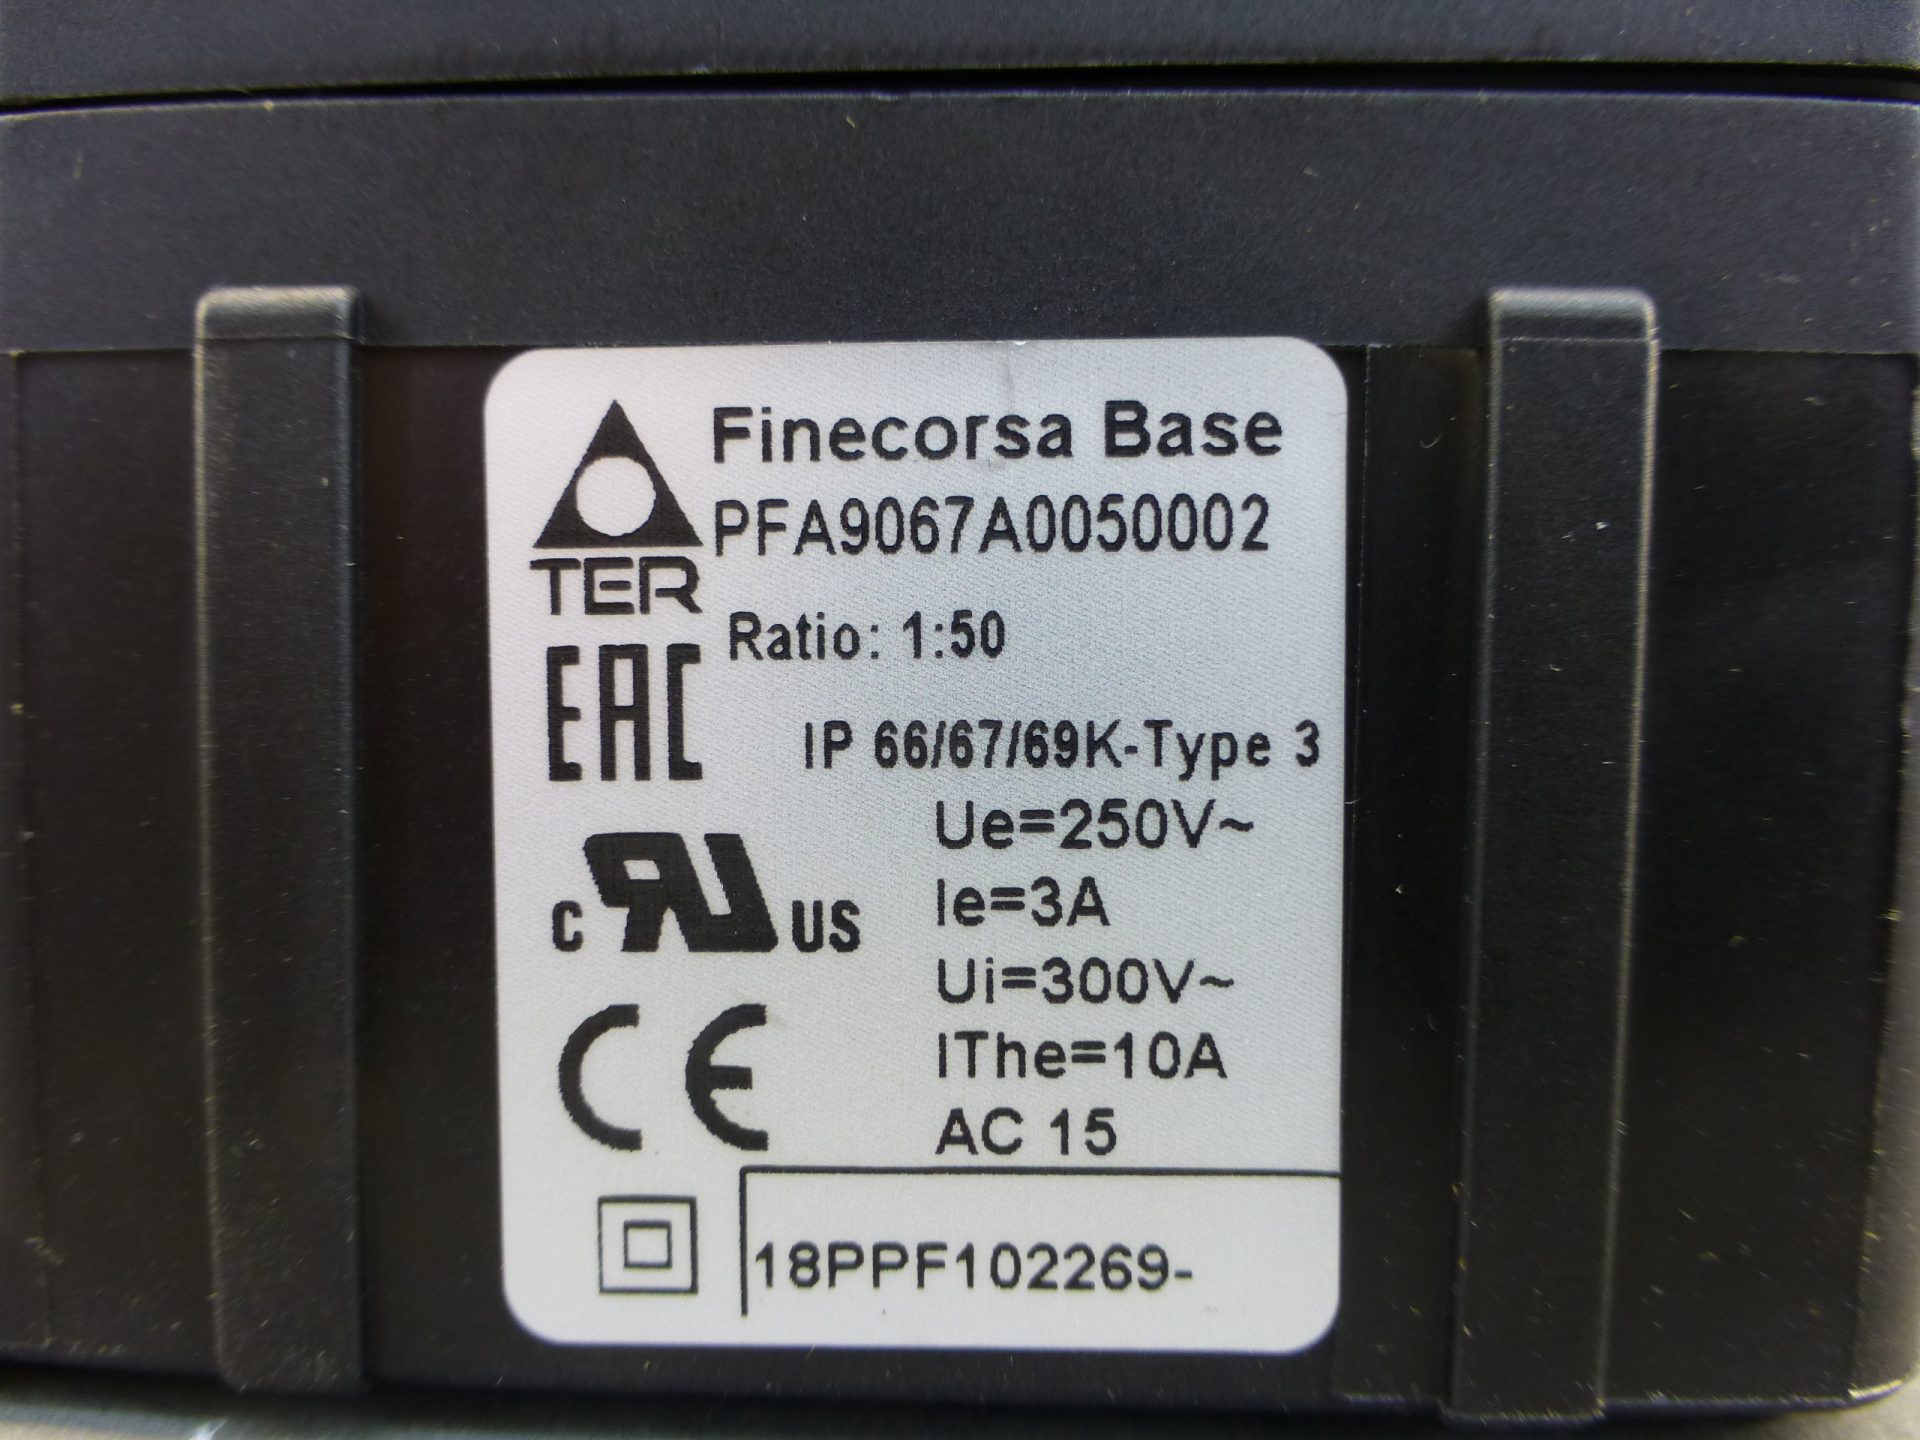 Finecorsa Base
PFA9067A0050002
TER
Ratio: 1:50
EAC
IP 66/67/69K-Type 3
Ue=250V~
Ie=3A
c RU US
Ui=300V~
IThe=10A
CE
AC 15
18PPF102269-